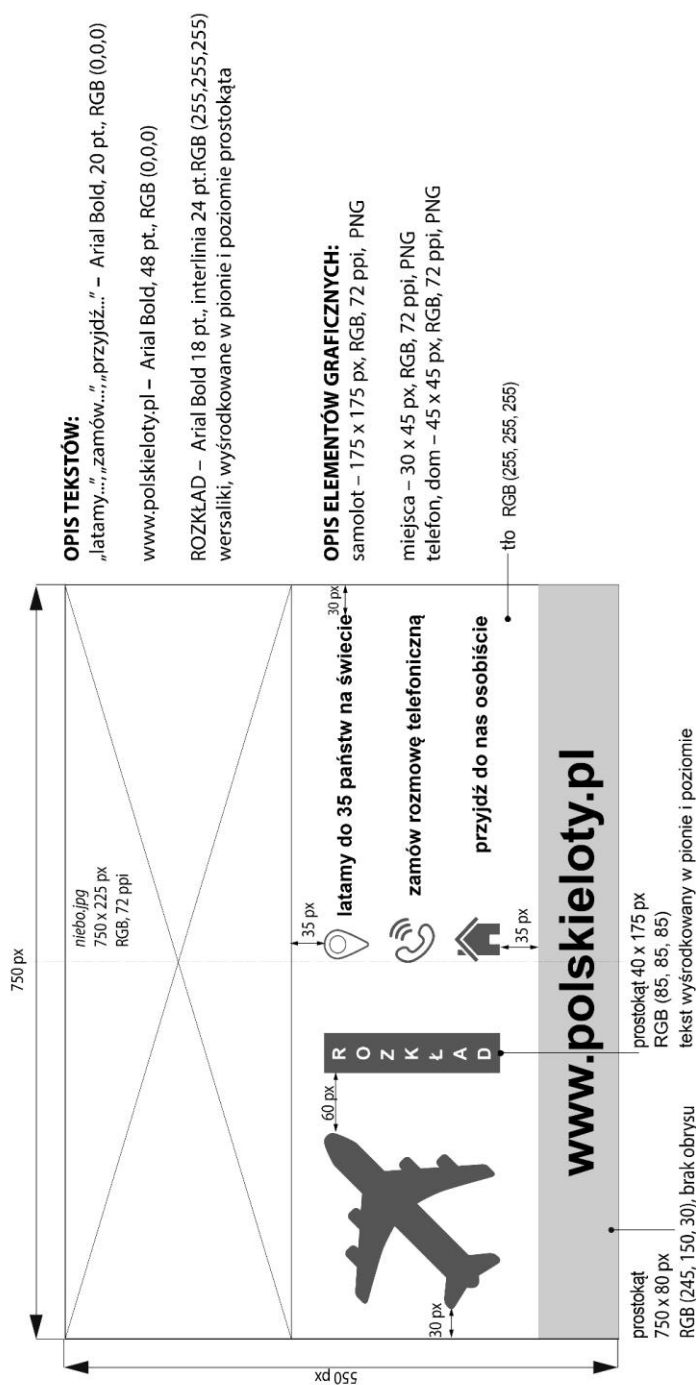 OPIS TEKSTÓW:
„latamy...”,„zamów...”,„przyjdź...” – Arial Bold, 20 pt., RGB (0,0,0)
www.polskieloty.pl – Arial Bold, 48 pt., RGB (0,0,0)
ROZKŁAD – Arial Bold 18 pt., interlinia 24 pt.RGB (255,255,255)
wersaliki, wyśrodkowane w pionie i poziomie prostokąta
OPIS ELEMENTÓW GRAFICZNYCH:
samolot – 175 x 175 px, RGB, 72 ppi, PNG
miejsca – 30 x 45 px, RGB, 72 ppi, PNG
telefon, dom – 45 x 45 px, RGB, 72 ppi, PNG
750 px
550 px
niebo.jpg
750 x 225 px
RGB, 72 ppi
35 px
30 px
60 px
30 px
35 px
R
O
Z
K
Ł
A
D
latamy do 35 państw na świecie
zamów rozmowę telefoniczną
przyjdź do nas osobiście
tło RGB (255, 255, 255)
www.polskieloty.pl
prostokąt
750 x 80 px
RGB (245, 150, 30), brak obrysu
prostokąt 40 x 175 px
RGB (85, 85, 85)
tekst wyśrodkowany w pionie i poziomie